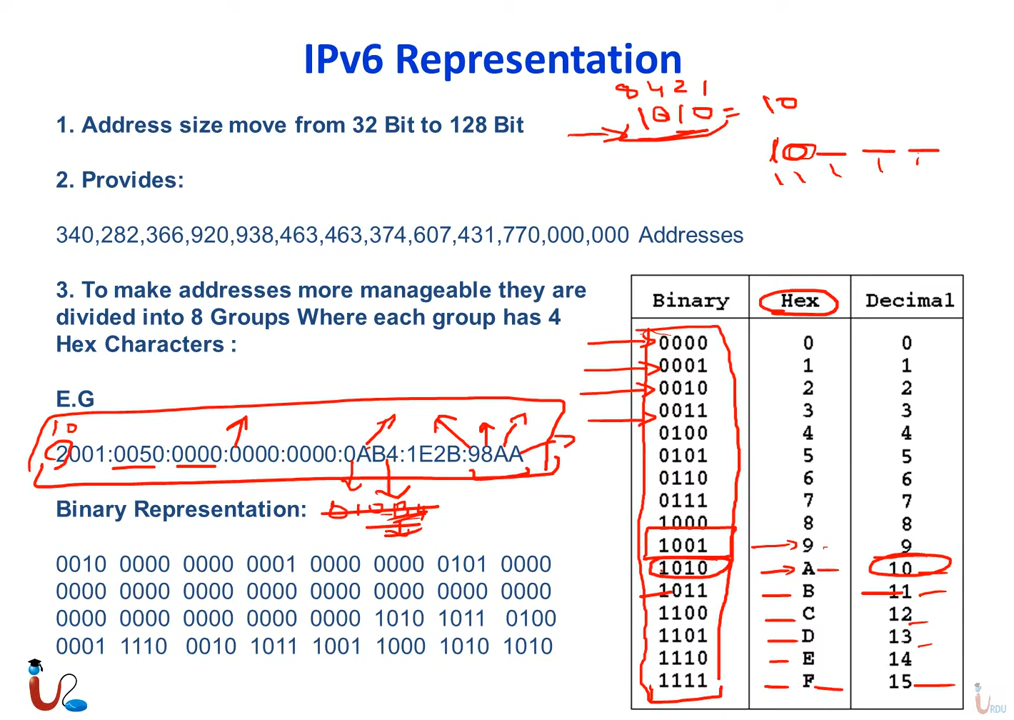 IPv6 Representation
8 4 2 1
1010 = 10
10
1. Address size move from 32 Bit to 128 Bit
2. Provides:
340,282,366,920,938,463,463,374,607,431,770,000,000 Addresses
3. To make addresses more manageable they are
divided into 8 Groups Where each group has 4
Hex Characters :
E.G
10
2001:0050:0000:0000:0000:0AB4:1E2B:98AA
Binary Representation:
0010 0000 0000 0001 0000 0000 0101 0000
0000 0000 0000 0000 0000 0000 0000 0000
0000 0000 0000 0000 0000 1010 1011 0100
0001 1110 0010 1011 1001 1000 1010 1010
Binary Hex Decimal
0000 0 0
0001 1 1
0010 2 2
0011 3 3
0100 4 4
0101 5 5
0110 6 6
0111 7 7
1000 8 8
1001 9 9
1010 A 10
1011 B 11
1100 C 12
1101 D 13
1110 E 14
1111 F 15
URDU